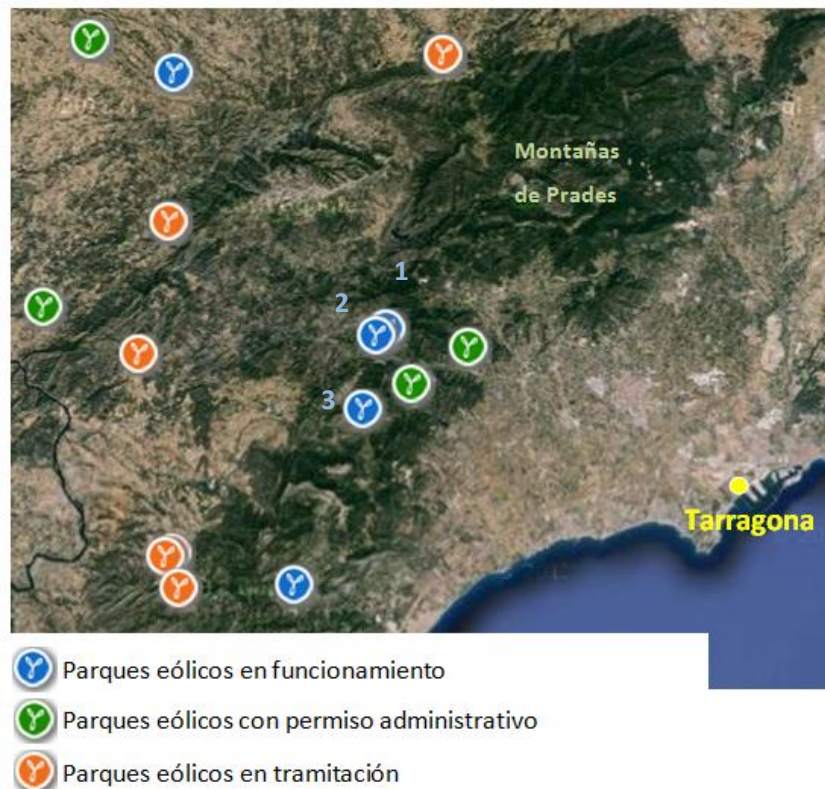 Montañas
de Prades
1
2
3
Tarragona
Parques eólicos en funcionamiento
Parques eólicos con permiso administrativo
Parques eólicos en tramitación